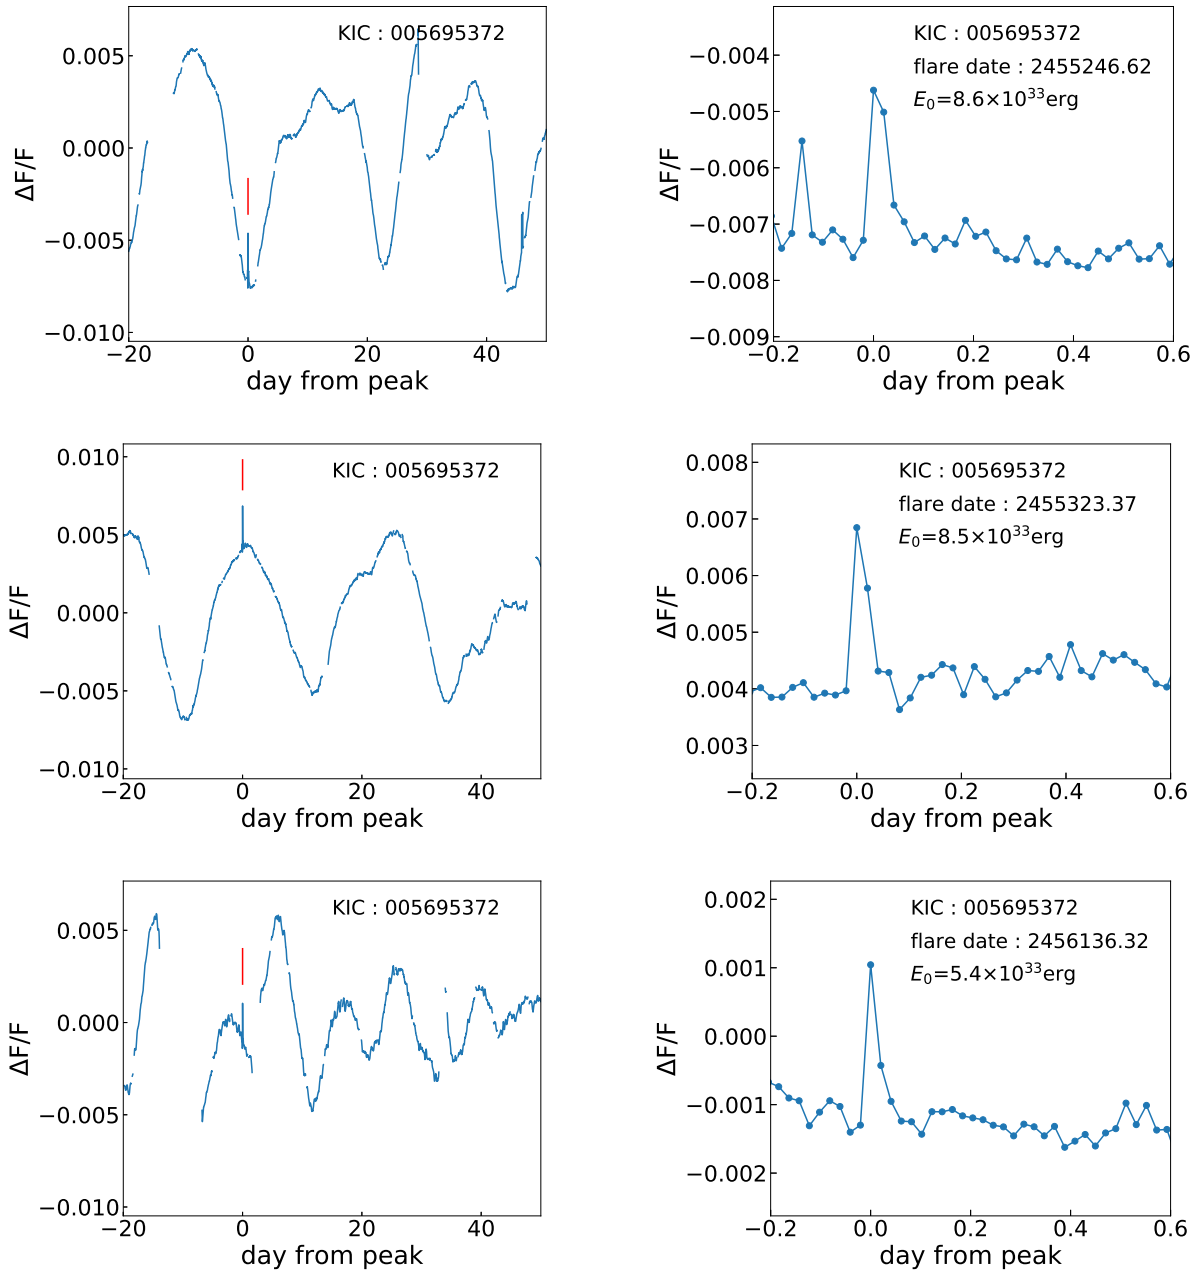 KIC : 005695372
0.005
0.000
−0.005
−0.010
ΔF/F
−20 0 20 40
day from peak
KIC : 005695372
flare date : 2455246.62
E₀=8.6×10³³erg
−0.004
−0.005
−0.006
−0.007
−0.008
−0.009
ΔF/F
−0.2 0.0 0.2 0.4 0.6
day from peak
KIC : 005695372
0.010
0.005
0.000
−0.005
−0.010
ΔF/F
−20 0 20 40
day from peak
KIC : 005695372
flare date : 2455323.37
E₀=8.5×10³³erg
0.008
0.007
0.006
0.005
0.004
0.003
ΔF/F
−0.2 0.0 0.2 0.4 0.6
day from peak
KIC : 005695372
0.005
0.000
−0.005
−0.010
ΔF/F
−20 0 20 40
day from peak
KIC : 005695372
flare date : 2456136.32
E₀=5.4×10³³erg
0.002
0.001
0.000
−0.001
−0.002
ΔF/F
−0.2 0.0 0.2 0.4 0.6
day from peak